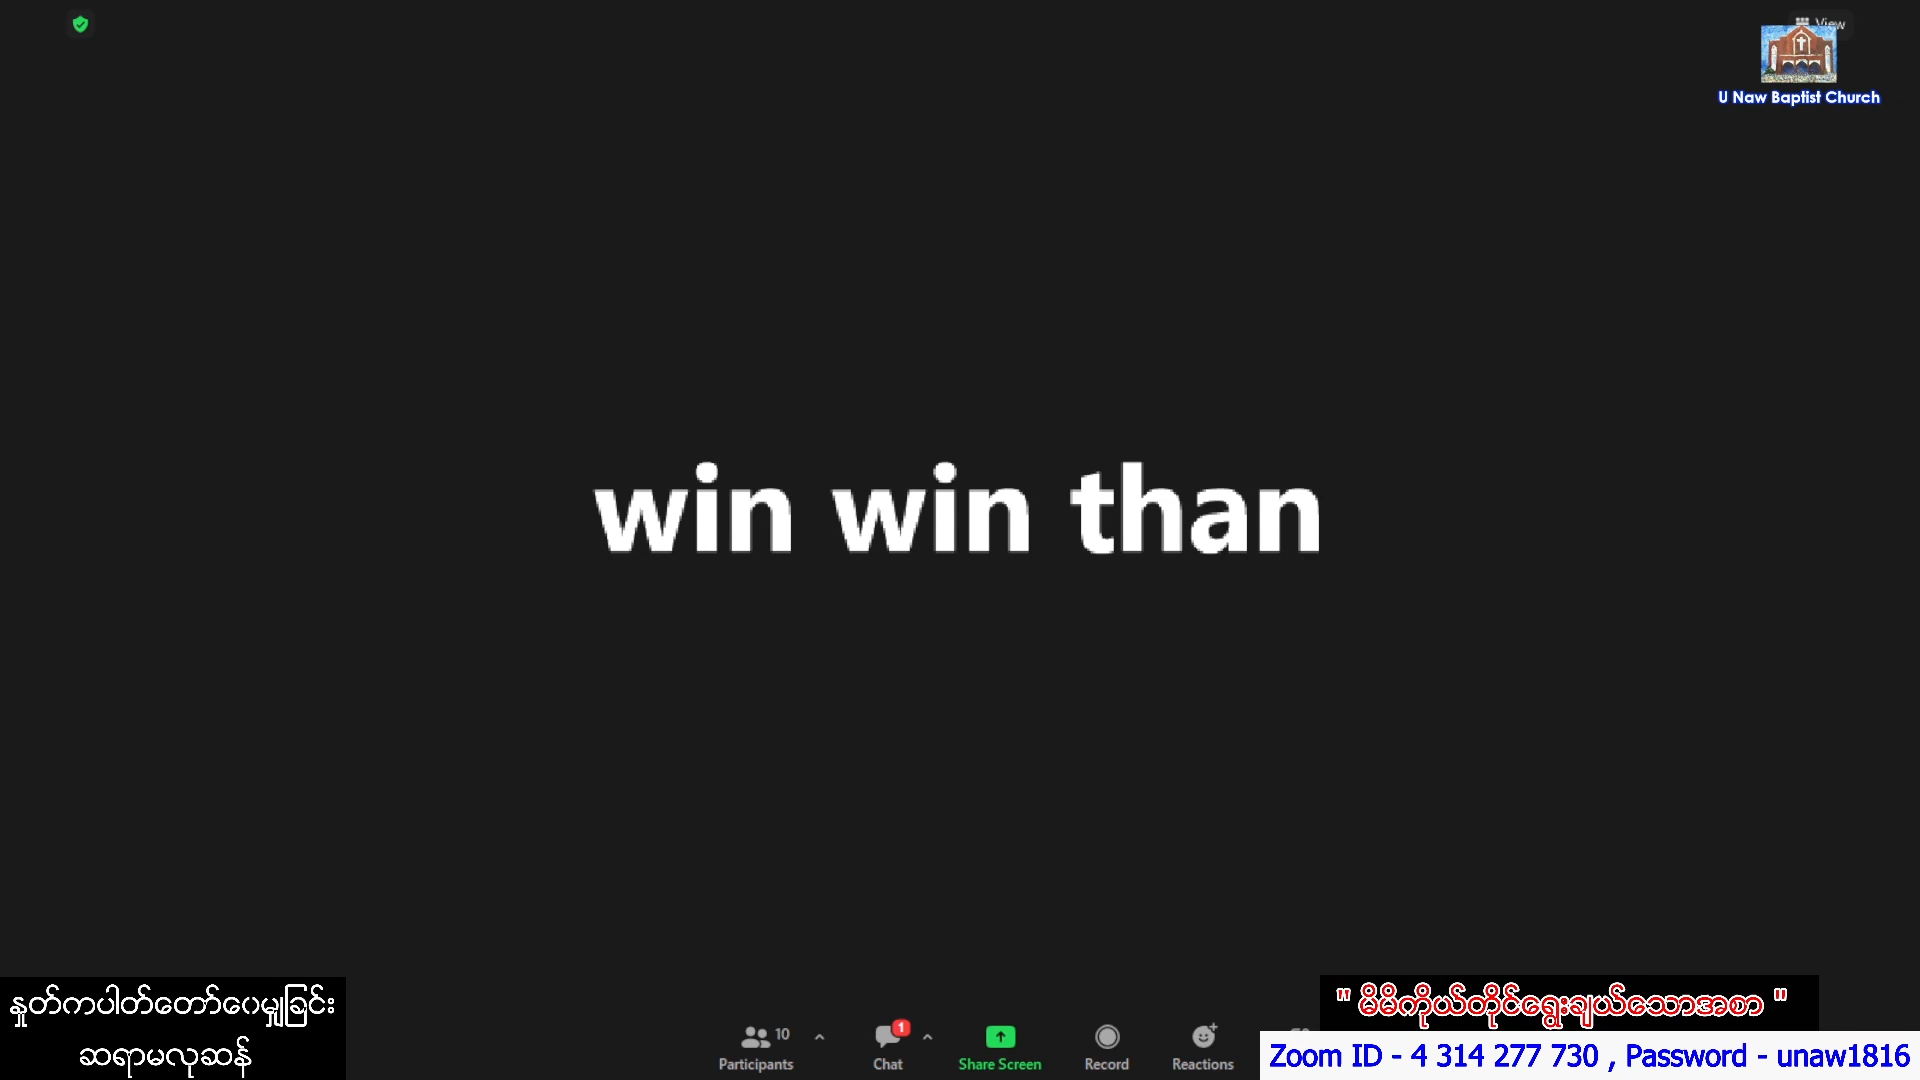 View
U Naw Baptist Church
win win than
နှုတ်ကပါတ်တော်ဝေမျှခြင်း
ဆရာမလုဆန်
10
Participants
1
Chat
Share Screen
Record
Reactions
" မိမိကိုယ်တိုင်ရွေးချယ်သောအစာ "
Zoom ID - 4 314 277 730 , Password - unaw1816